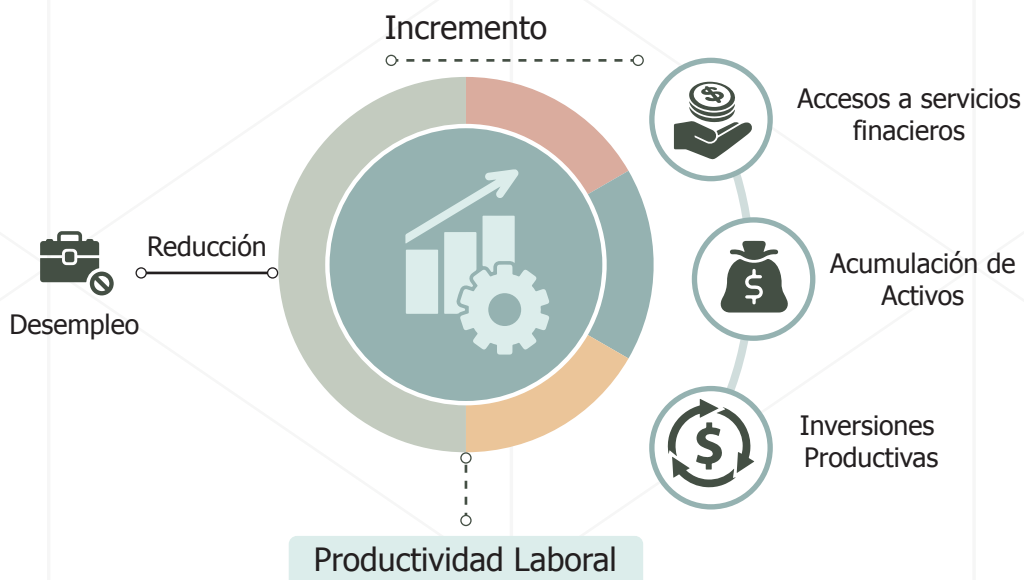 Incremento
Accesos a servicios
finacieros
Reducción
Desempleo
Acumulación de
Activos
Inversiones
Productivas
Productividad Laboral